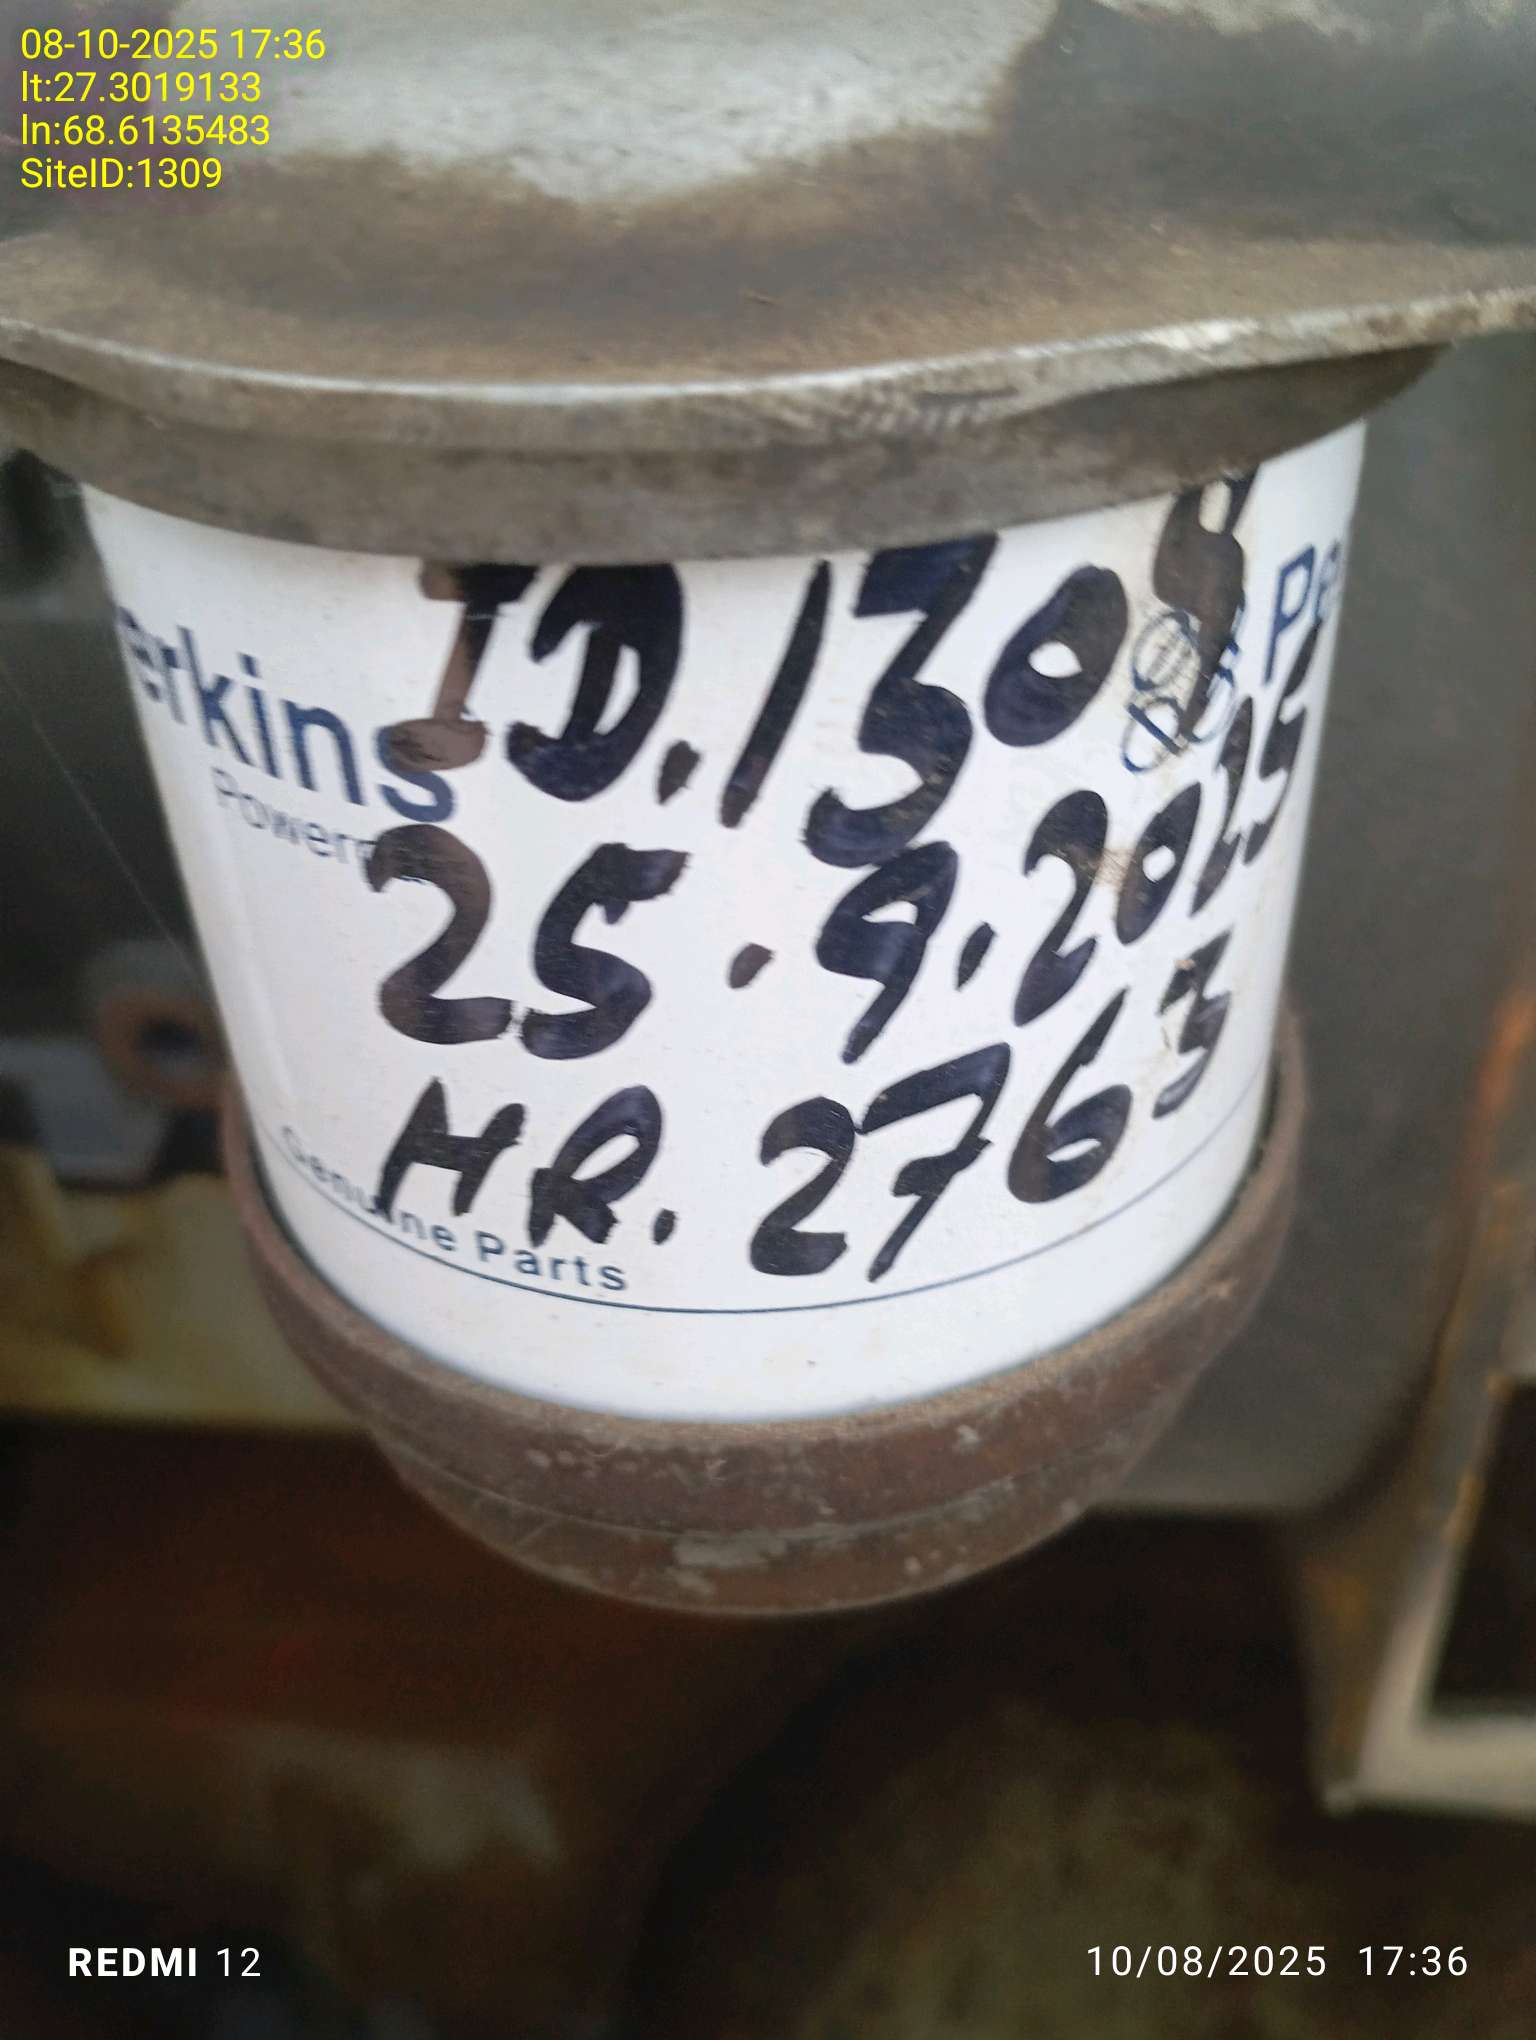 08-10-2025 17:36
lt:27.3019133
ln:68.6135483
SiteID:1309
ID.1309
erkins
Pe
25.9.2025
HR.2763
Genuine Parts
REDMI 12
10/08/2025 17:36